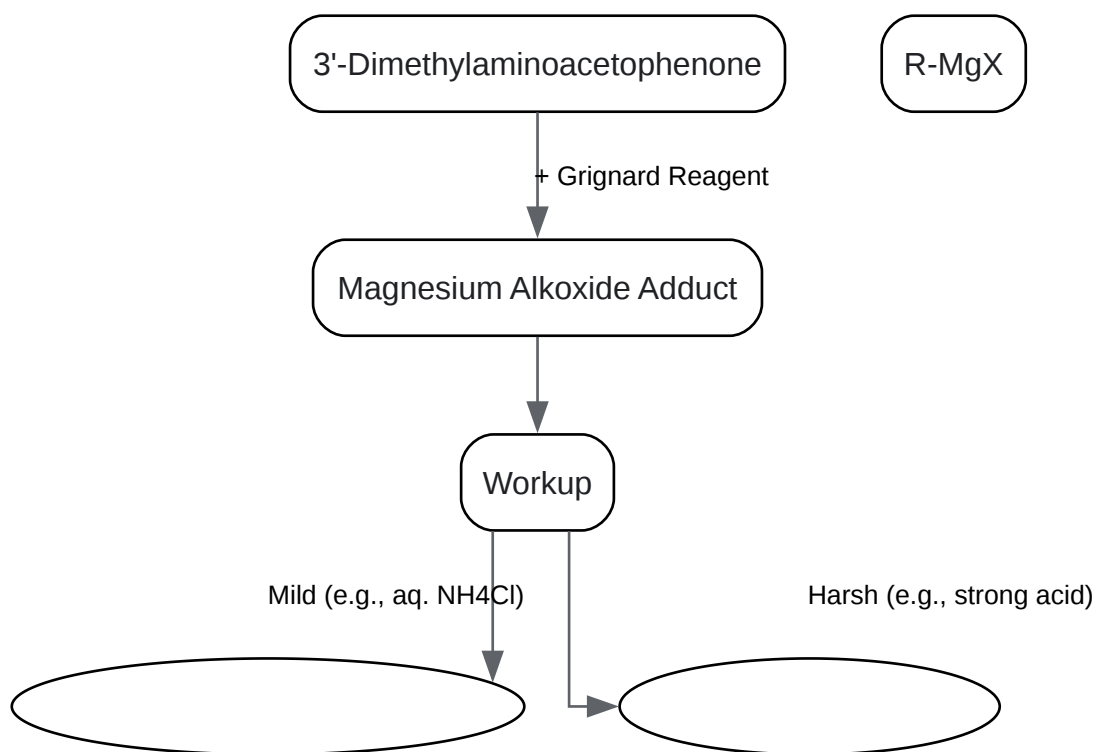 3'-Dimethylaminoacetophenone
R-MgX
+ Grignard Reagent
Magnesium Alkoxide Adduct
Workup
Mild (e.g., aq. NH4Cl)
Harsh (e.g., strong acid)